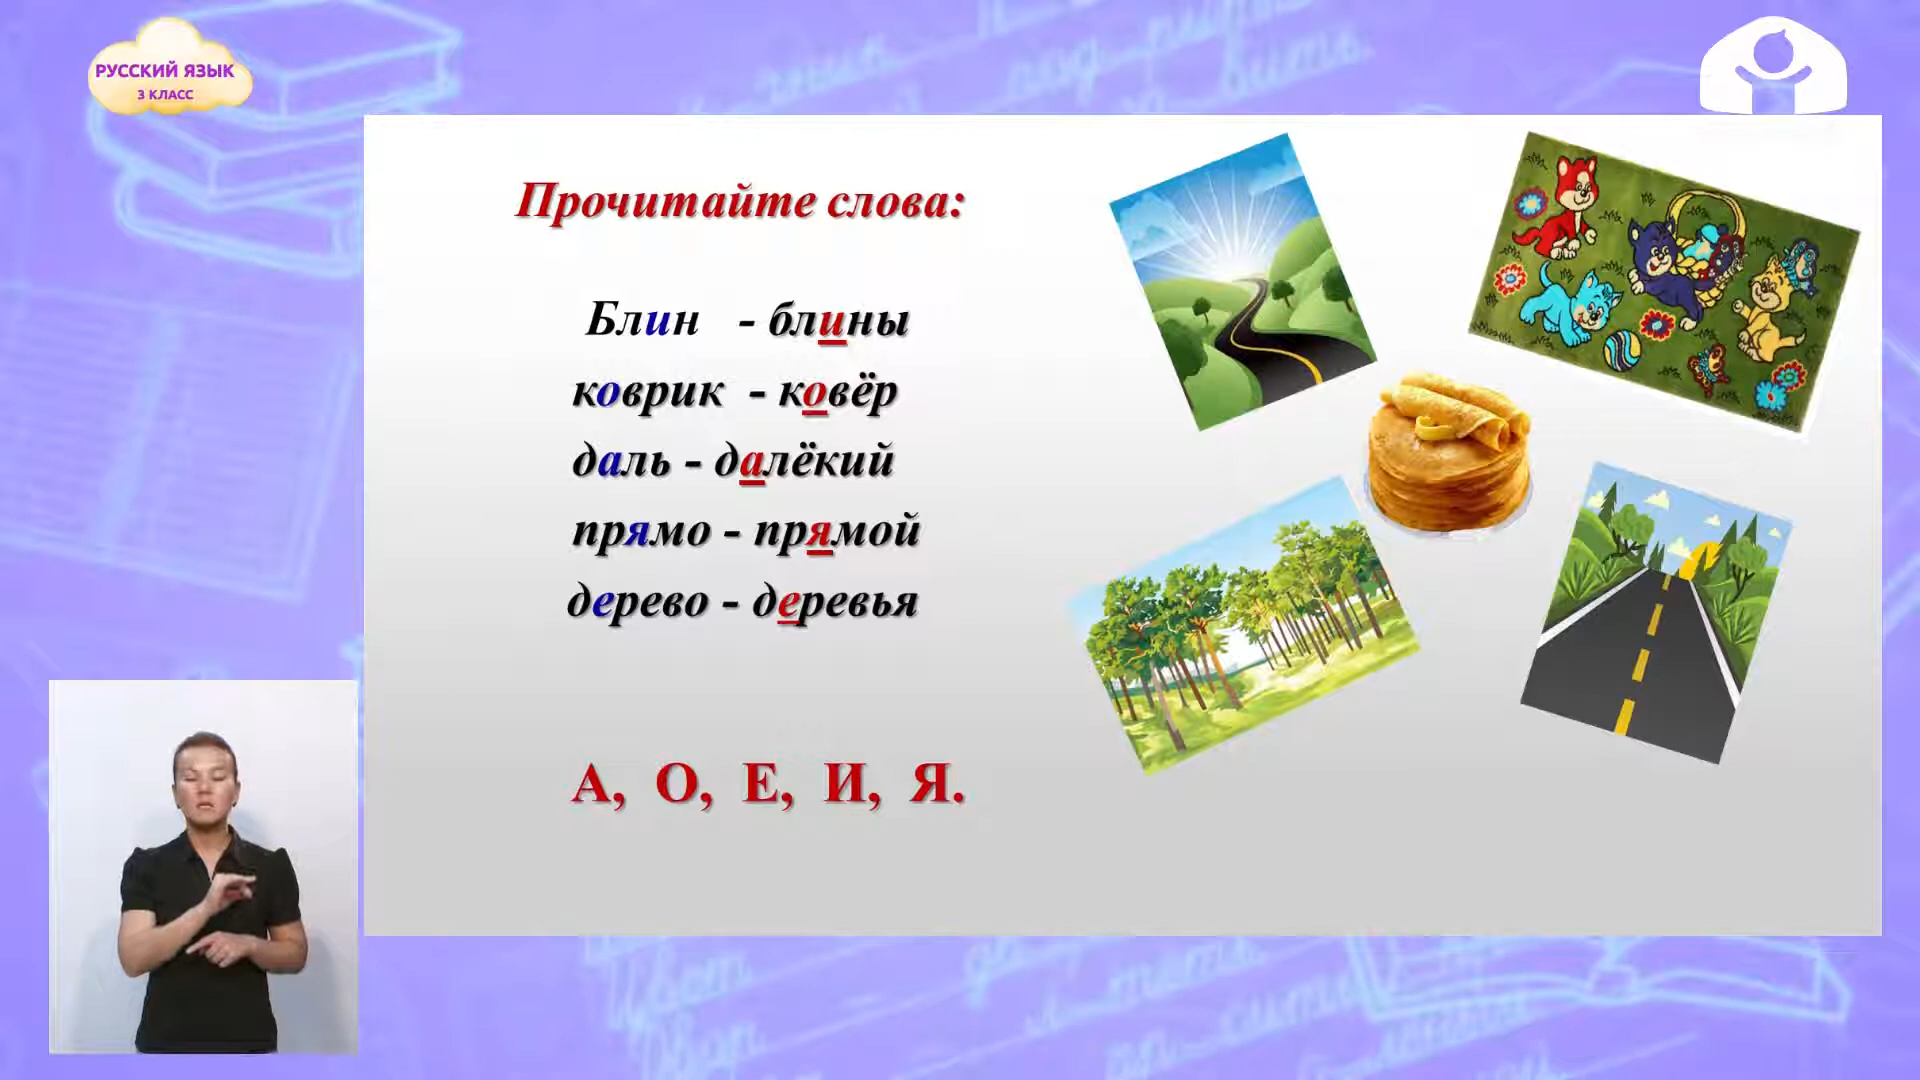 РУССКИЙ ЯЗЫК
3 КЛАСС
Прочитайте слова:
Блин - блины
коврик - ковёр
даль - далёкий
прямо - прямой
дерево - деревья
А, О, Е, И, Я.